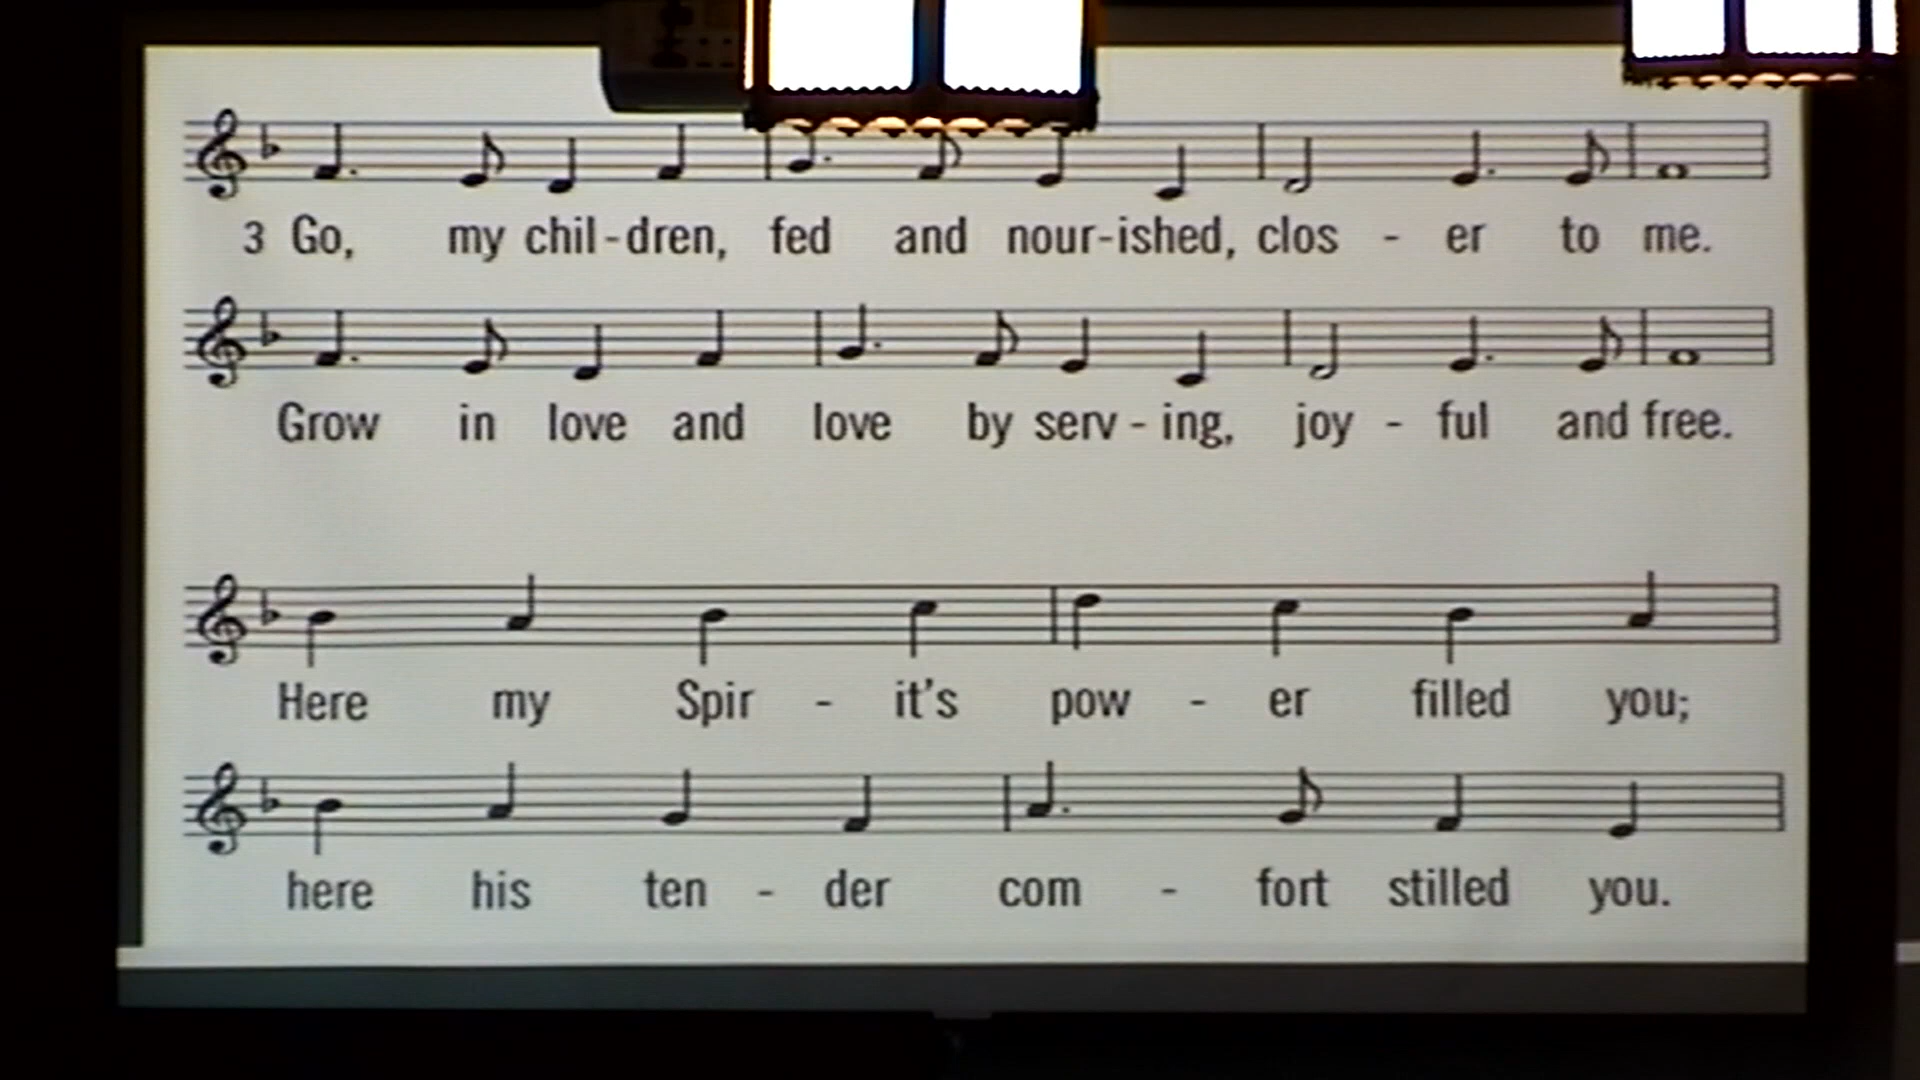 3 Go, my chil-dren, fed and nour-ished, clos - er to me.
Grow in love and love by serv - ing, joy - ful and free.
Here my Spir - it's pow - er filled you;
here his ten - der com - fort stilled you.